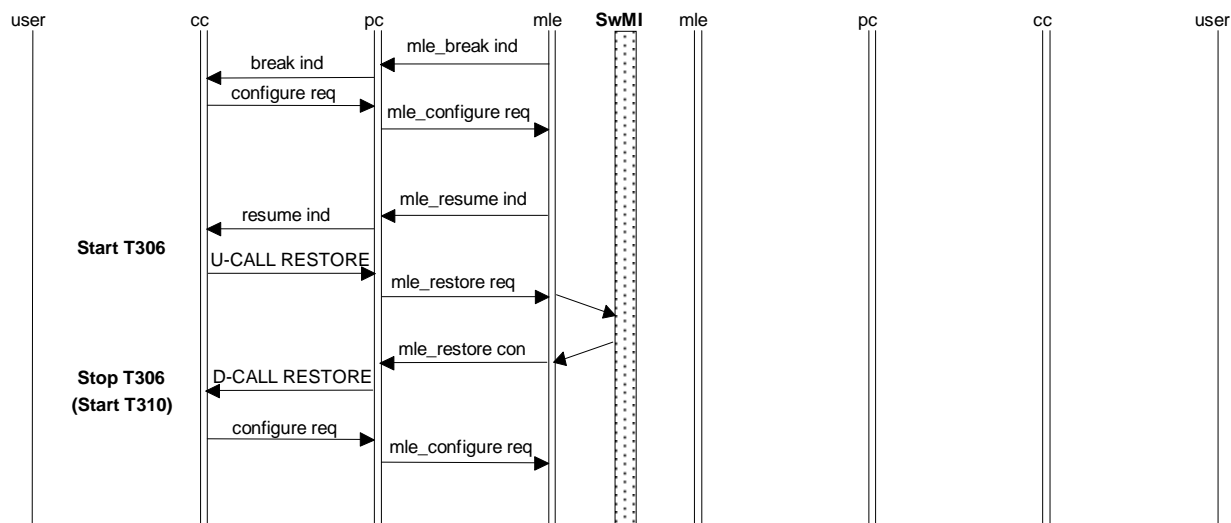 user cc pc mle SwMI mle pc cc user
mle_break ind
break ind
configure req
mle_configure req
mle_resume ind
resume ind
Start T306
U-CALL RESTORE
mle_restore req
mle_restore con
Stop T306 D-CALL RESTORE
(Start T310)
configure req
mle_configure req